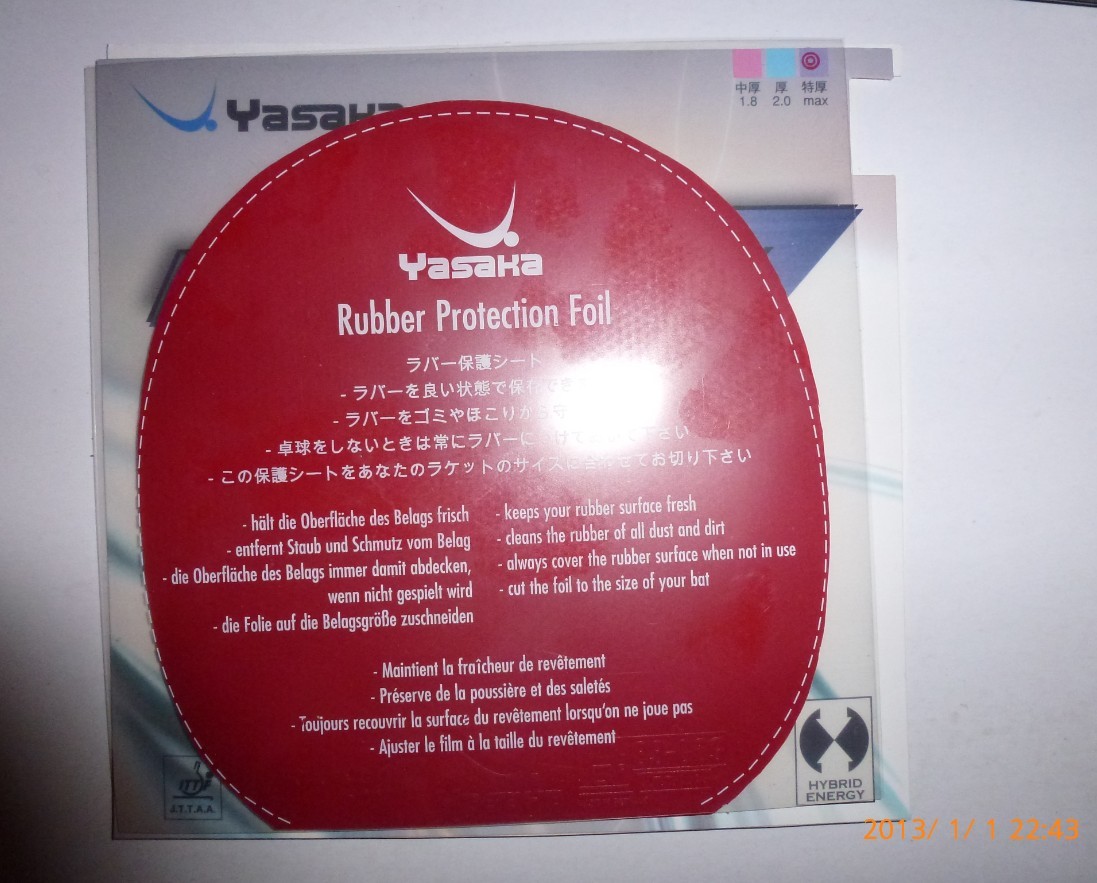 Yasaka
中厚 厚 特厚
1.8 2.0 max
Yasaka
Rubber Protection Foil
ラバー保護シート
- ラバーを良い状態で保存
- ラバーをゴミやほこりから守
- 卓球をしないときは常にラバーに
- この保護シートをあなたのラケットのサイズに合わせてお切り下さい
- hält die Oberfläche des Belags frisch
- entfernt Staub und Schmutz vom Belag
- die Oberfläche des Belags immer damit abdecken,
wenn nicht gespielt wird
- die Folie auf die Belagsgröße zuschneiden
- keeps your rubber surface fresh
- cleans the rubber of all dust and dirt
- always cover the rubber surface when not in use
- cut the foil to the size of your bat
- Maintient la fraîcheur de revêtement
- Préserve de la poussière et des saletés
- Toujours recouvrir la surface du revêtement lorsqu'on ne joue pas
- Ajuster le film à la taille du revêtement
ITTF
J.T.T.A.A.
HYBRID
ENERGY
2013/ 1/ 1 22:43